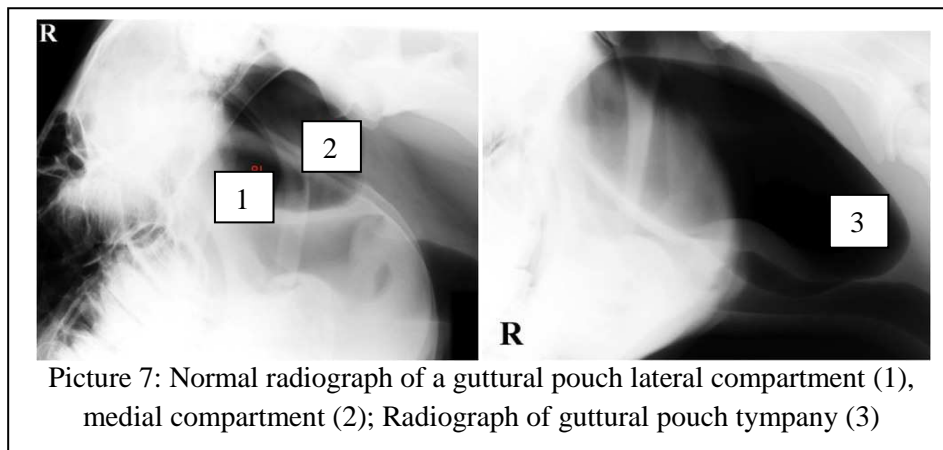 R
2
1
3
R
Picture 7: Normal radiograph of a guttural pouch lateral compartment (1),
medial compartment (2); Radiograph of guttural pouch tympany (3)